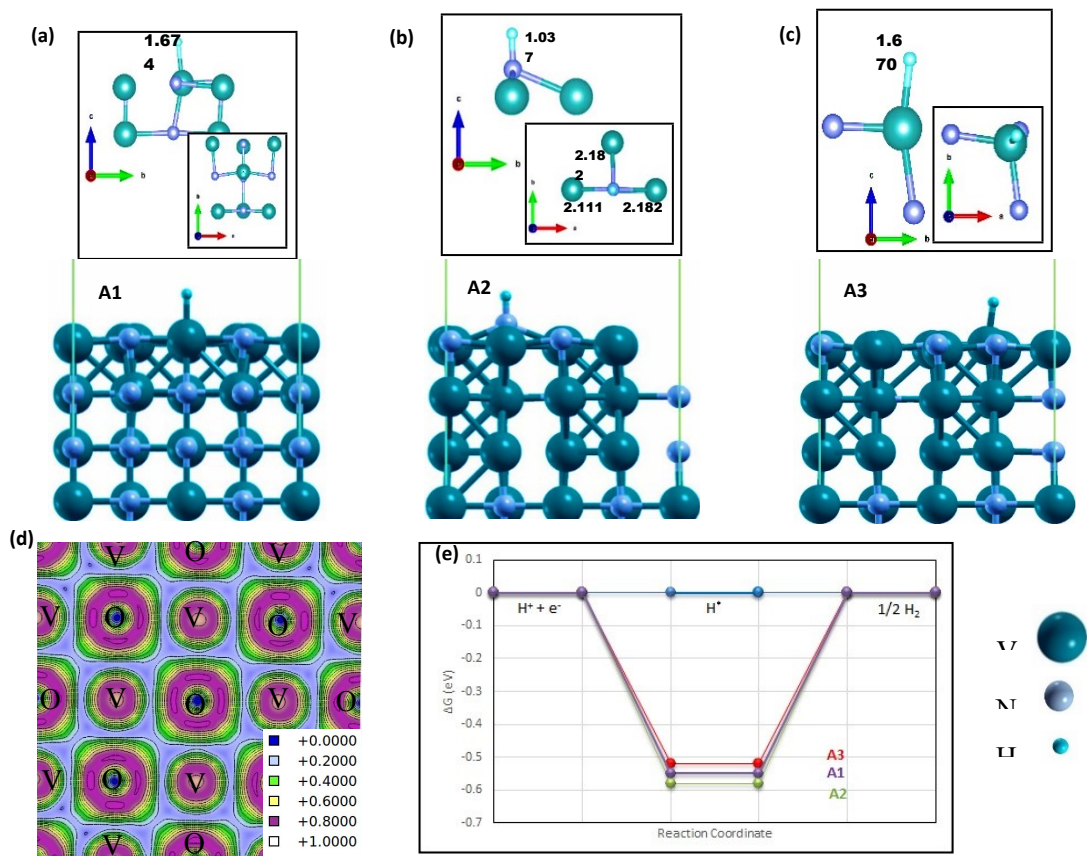 (a)
1.67
4
c
b
a
a
(b)
1.03
7
c
b
2.18
2
2.111
2.182
b
a
(c)
1.6
70
c
b
b
a
A1
A2
A3
(d)
V
O
V
O
V
V
O
V
O
V
O
V
O
V
O
V
O
V
O
V
V
O
V
O
+0.0000
+0.2000
+0.4000
+0.6000
+0.8000
+1.0000
(e)
0.1
0
-0.1
-0.2
-0.3
-0.4
-0.5
-0.6
-0.7
ΔG (eV)
H⁺ + e⁻
H*
1/2 H₂
A3
A1
A2
Reaction Coordinate